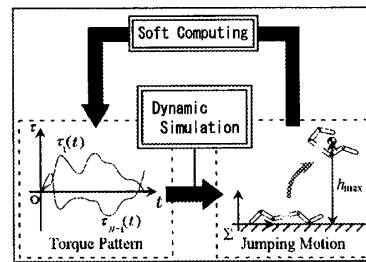 Soft Computing
Dynamic
Simulation
τ
τ₁(t)
O
t
τₙ₋₁(t)
Torque Pattern
hmax
Σ
Jumping Motion